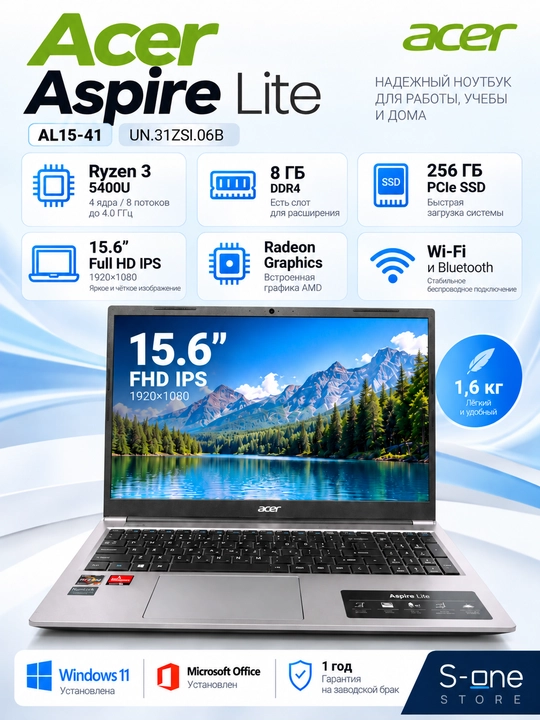 Acer
acer
Aspire Lite
НАДЕЖНЫЙ НОУТБУК
ДЛЯ РАБОТЫ, УЧЕБЫ
И ДОМА
AL15-41
UN.31ZSI.06B
Ryzen 3
5400U
4 ядра / 8 потоков
до 4.0 ГГц
8 ГБ
DDR4
Есть слот
для расширения
SSD
256 ГБ
PCIe SSD
Быстрая
загрузка системы
15.6”
Full HD IPS
1920×1080
Яркое и чёткое изображение
Radeon
Graphics
Встроенная
графика AMD
Wi-Fi
и Bluetooth
Стабильное
беспроводное подключение
15.6”
FHD IPS
1920×1080
1,6 кг
Лёгкий
и удобный
acer
Aspire Lite
Windows 11
Установлена
Microsoft Office
Установлен
1 год
Гарантия
на заводской брак
S-one
STORE